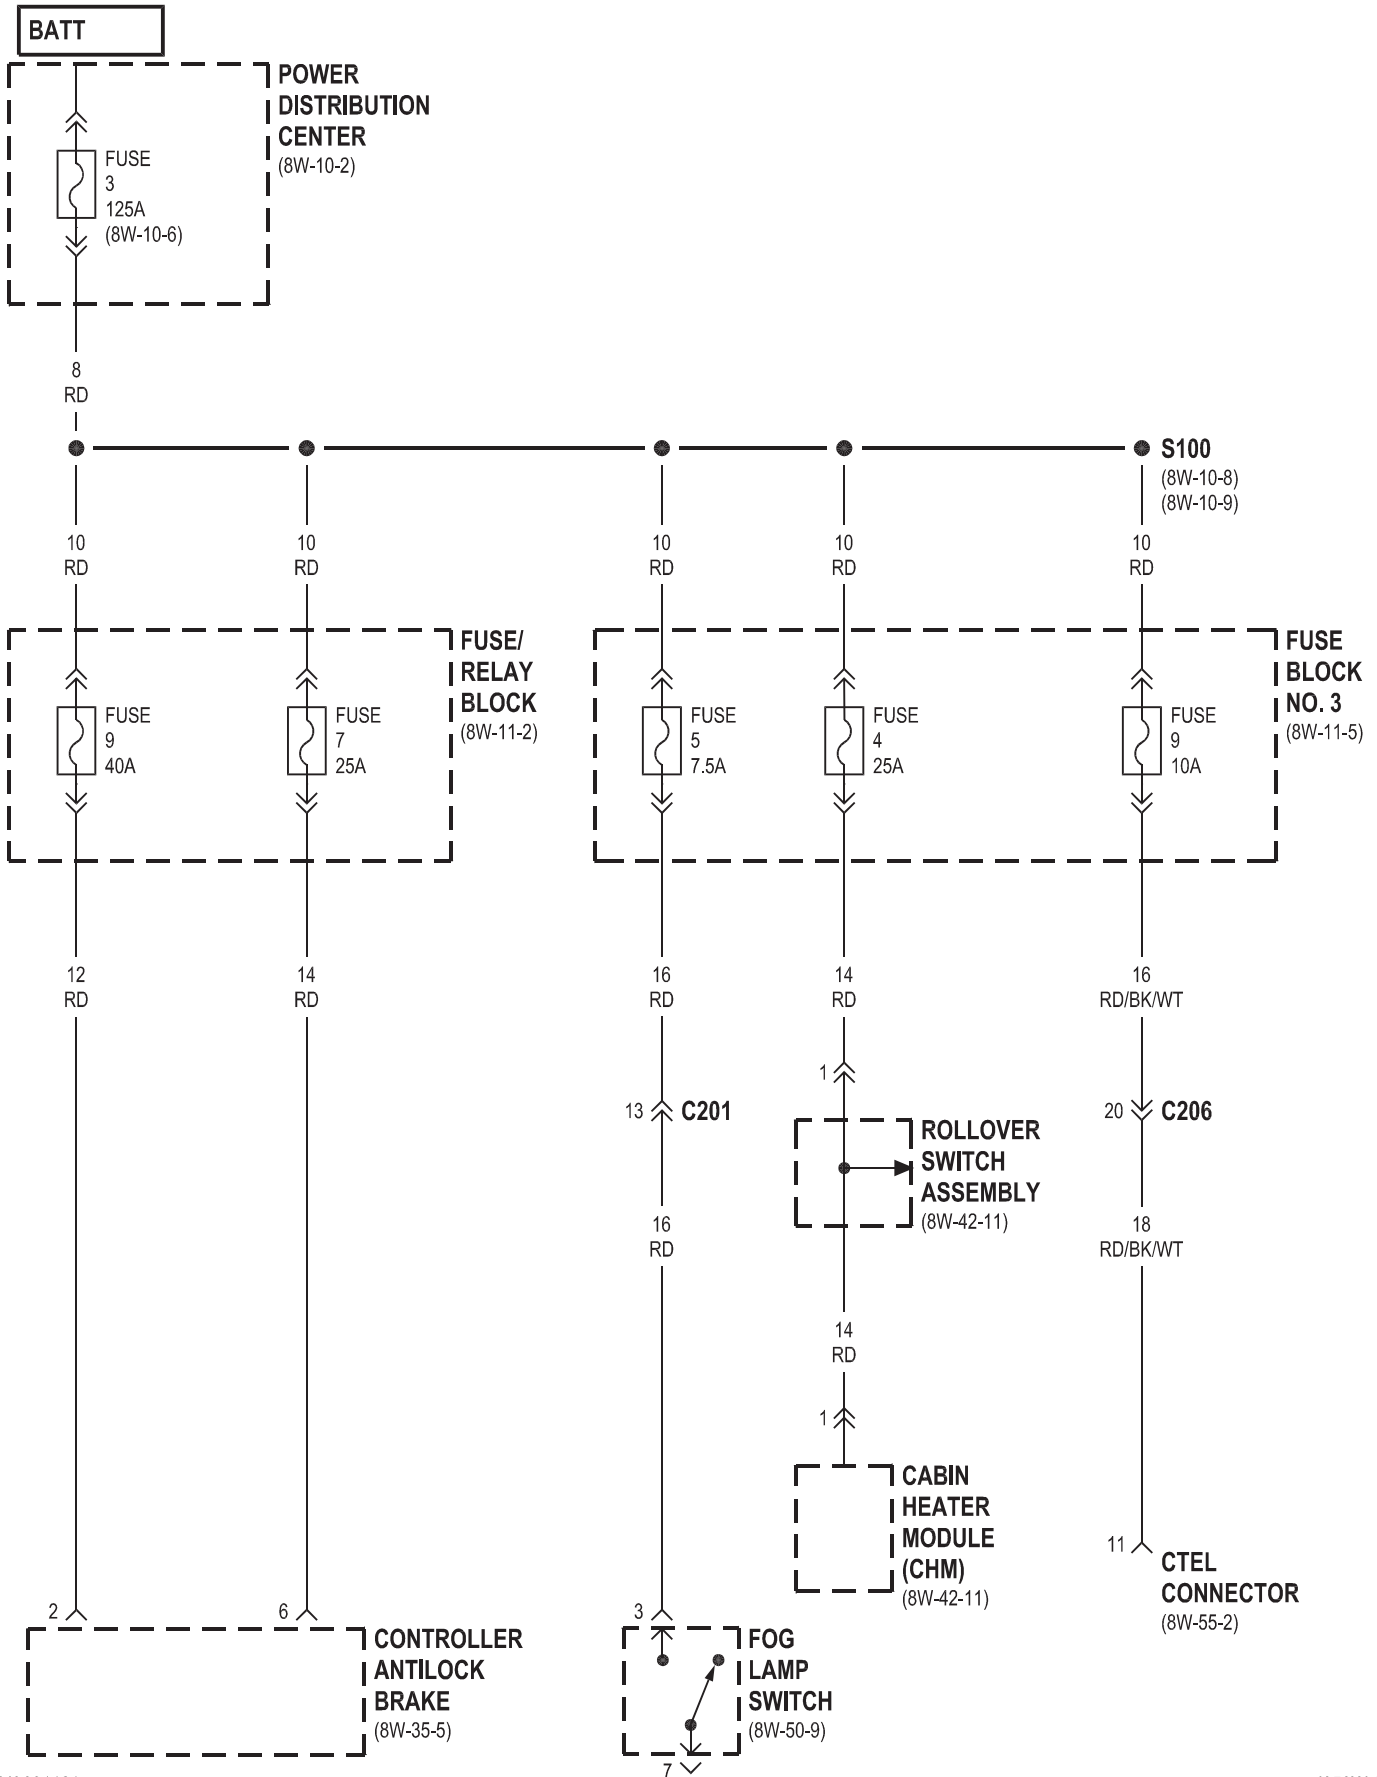 BATT
POWER
DISTRIBUTION
CENTER
(8W-10-2)
FUSE
3
125A
(8W-10-6)
8
RD
S100
(8W-10-8)
(8W-10-9)
10
RD
10
RD
10
RD
10
RD
10
RD
FUSE/
RELAY
BLOCK
(8W-11-2)
FUSE
BLOCK
NO. 3
(8W-11-5)
FUSE
9
40A
FUSE
7
25A
FUSE
5
7.5A
FUSE
4
25A
FUSE
9
10A
12
RD
14
RD
16
RD
14
RD
16
RD/BK/WT
1
13
C201
20
C206
ROLLOVER
SWITCH
ASSEMBLY
(8W-42-11)
16
RD
18
RD/BK/WT
14
RD
1
CABIN
HEATER
MODULE
(CHM)
(8W-42-11)
11
CTEL
CONNECTOR
(8W-55-2)
2
6
3
CONTROLLER
ANTILOCK
BRAKE
(8W-35-5)
FOG
LAMP
SWITCH
(8W-50-9)
7